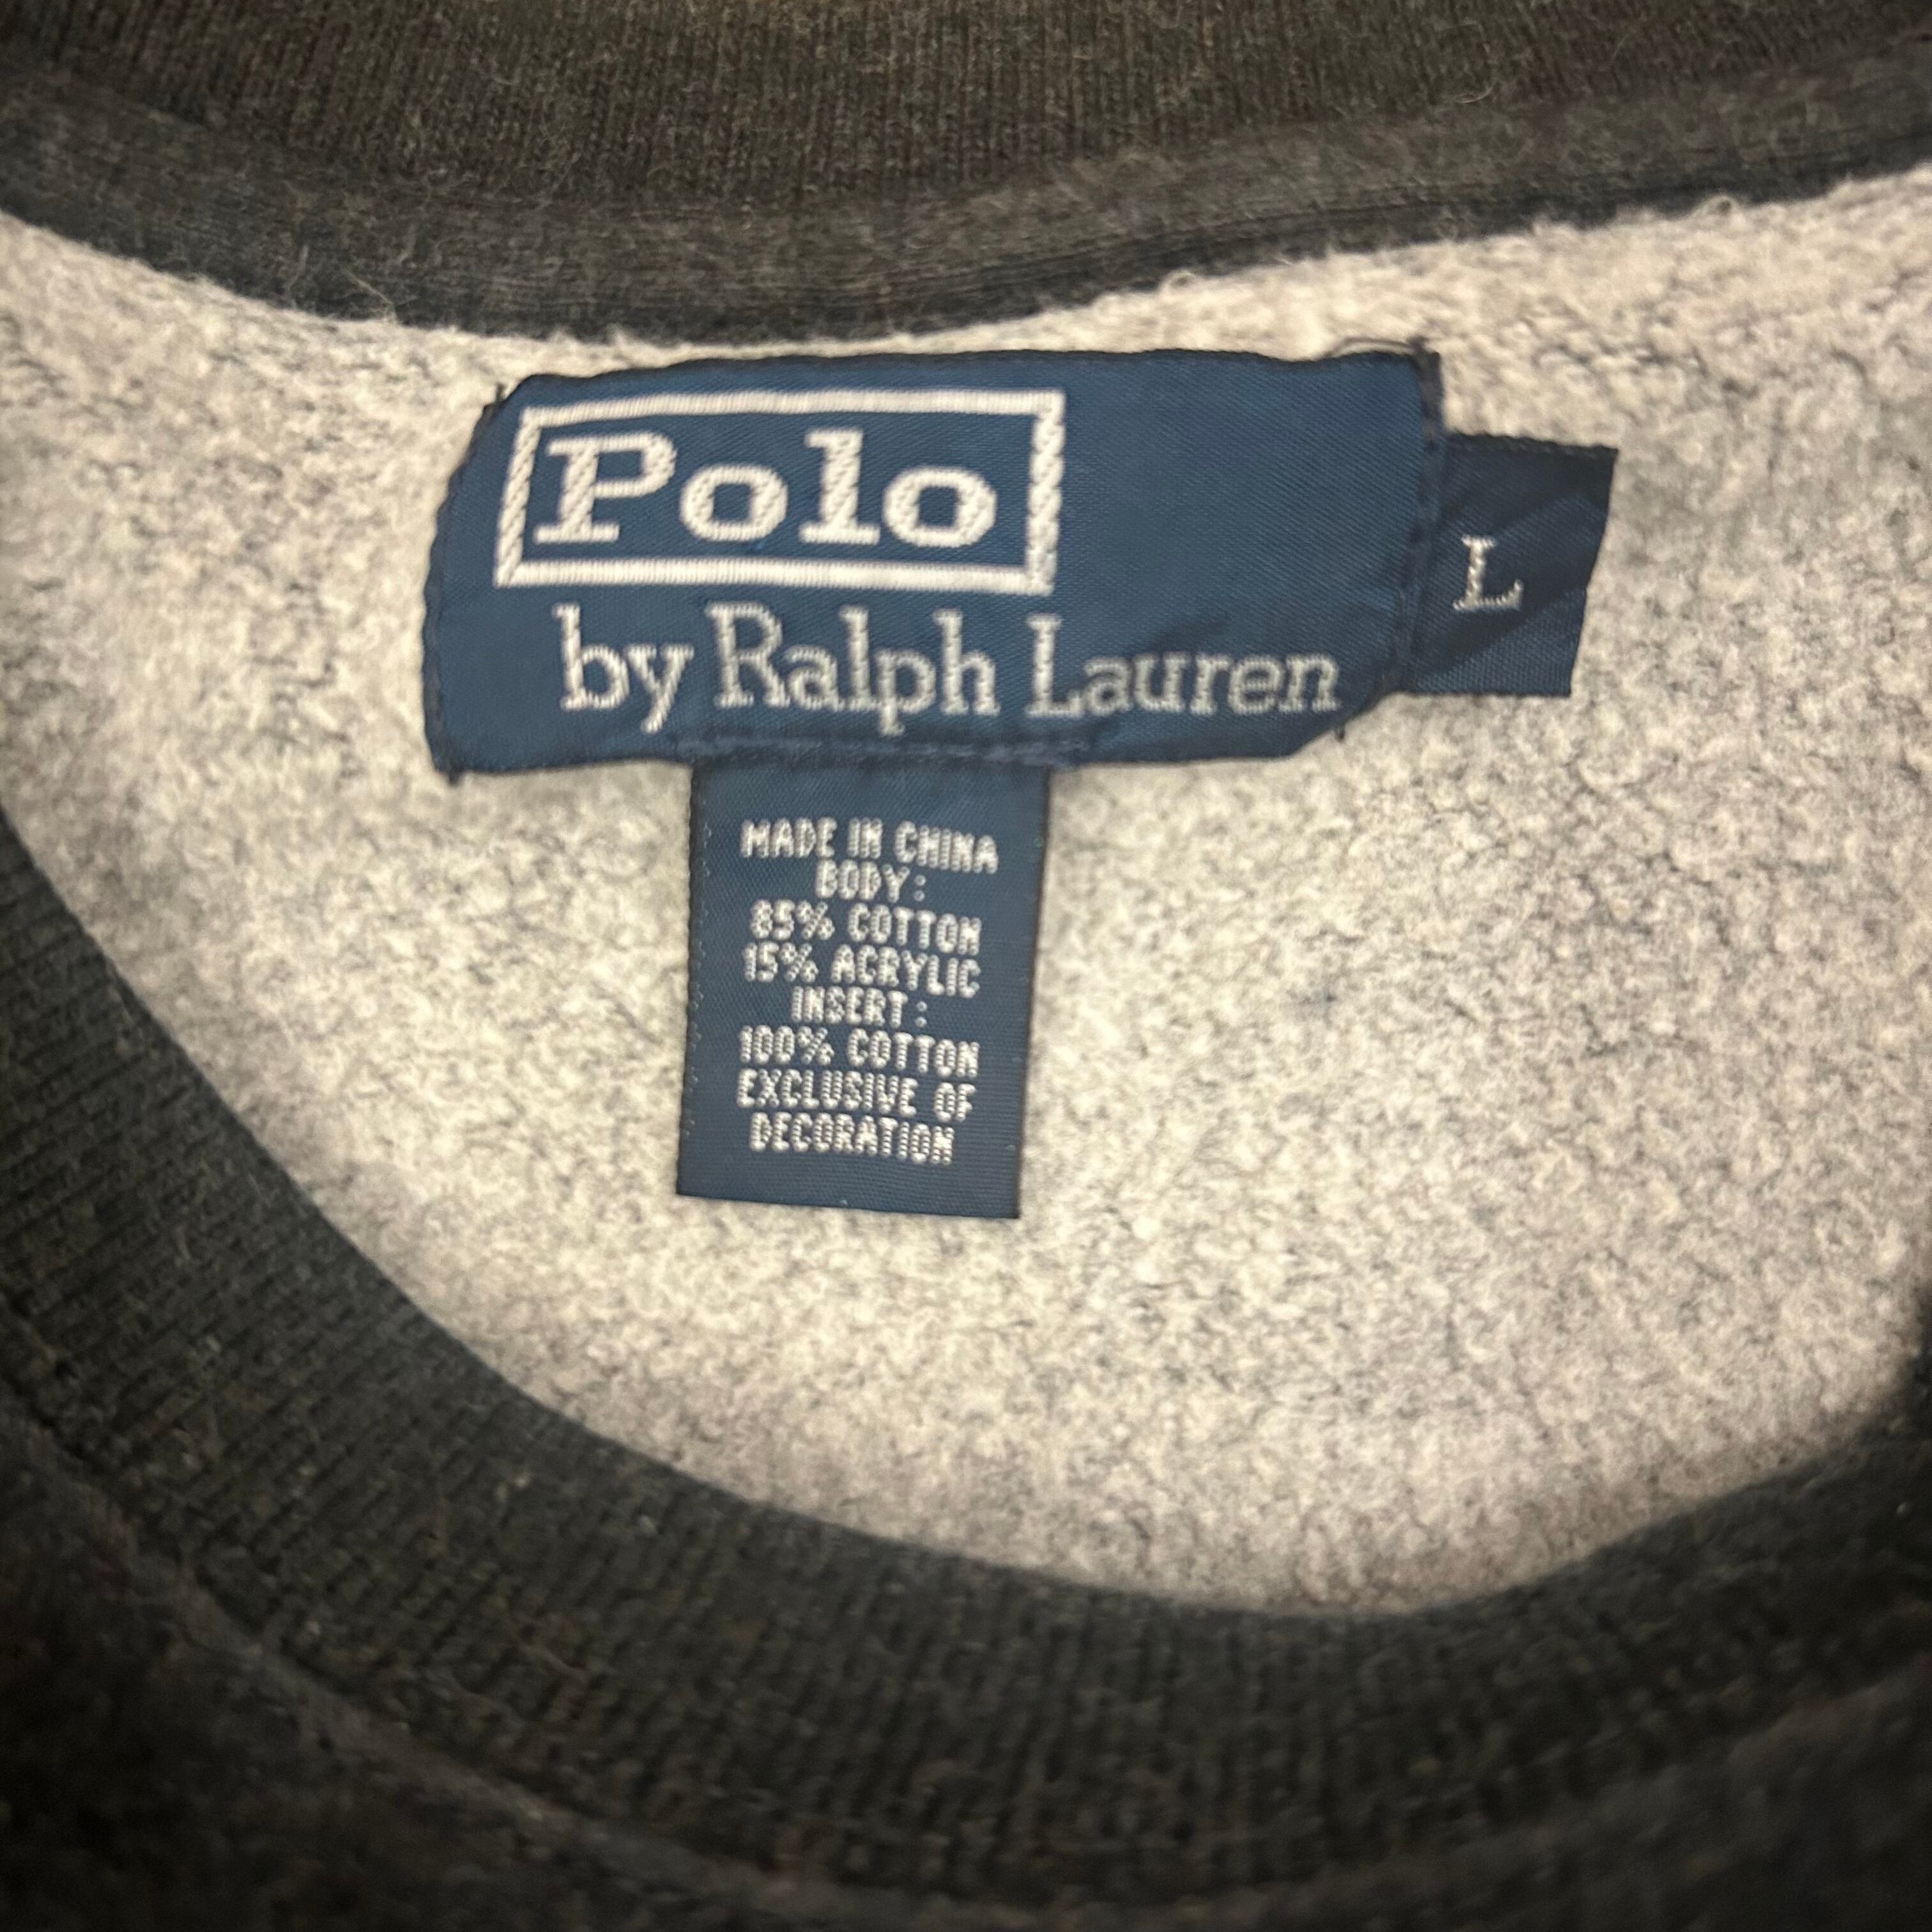 Polo
by Ralph Lauren
L
MADE IN CHINA
BODY:
85% COTTON
15% ACRYLIC
INSERT:
100% COTTON
EXCLUSIVE OF
DECORATION